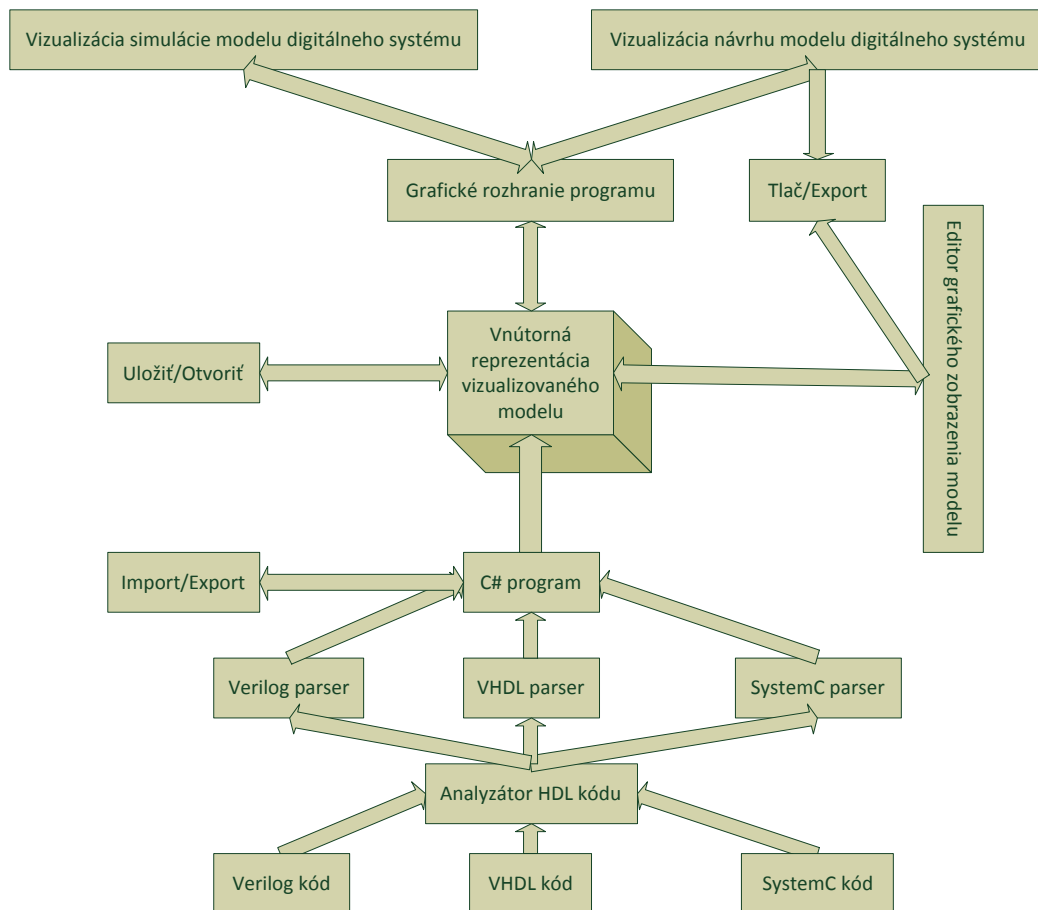 Vizualizácia simulácie modelu digitálneho systému
Vizualizácia návrhu modelu digitálneho systému
Grafické rozhranie programu
Tlač/Export
Editor grafického zobrazenia modelu
Vnútorná
reprezentácia
vizualizovaného
modelu
Uložiť/Otvoriť
Import/Export
C# program
Verilog parser
VHDL parser
SystemC parser
Analyzátor HDL kódu
Verilog kód
VHDL kód
SystemC kód